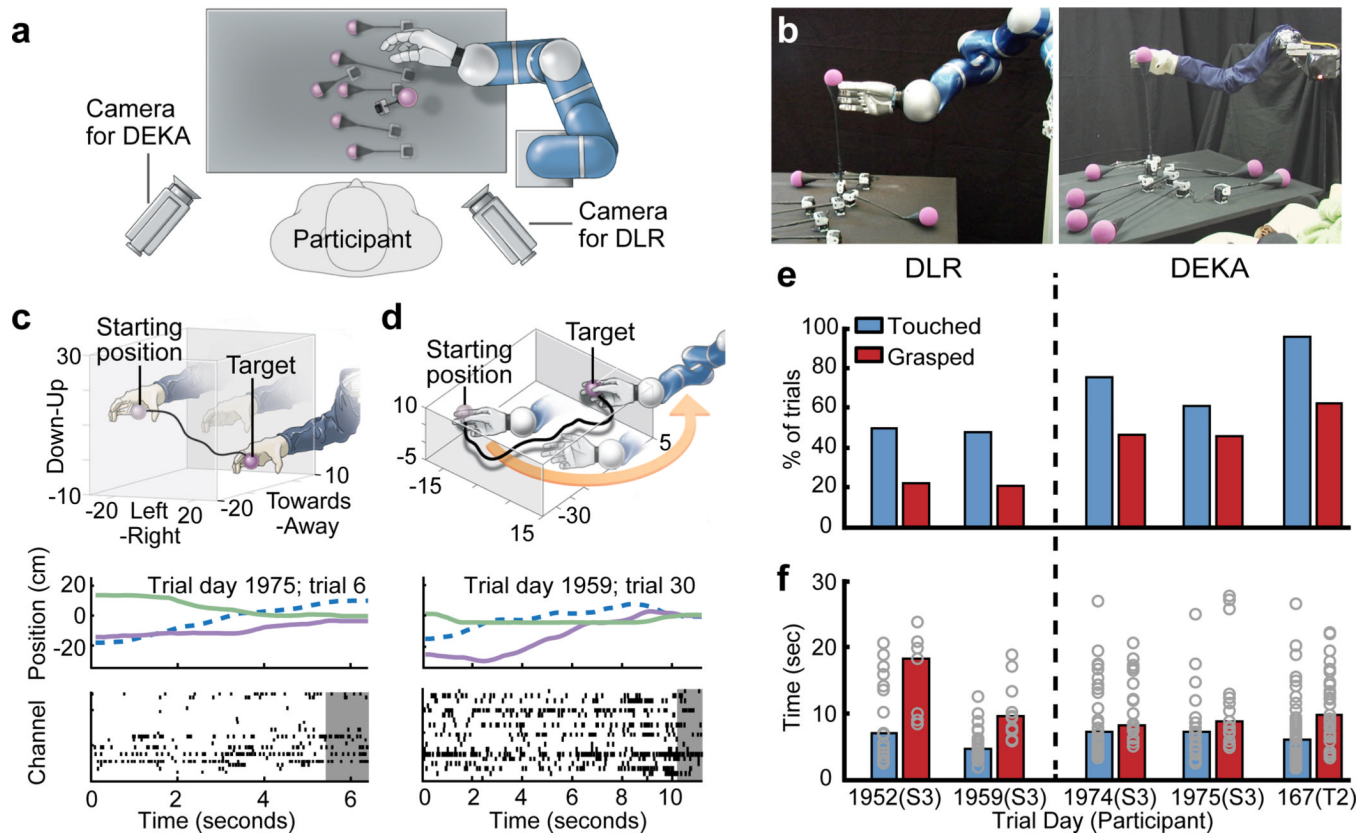 a
Camera
for DEKA
Participant
Camera
for DLR
b
DLR
DEKA
c
Starting
position
Target
30
Down-Up
-10
-20
Left
-Right
20
-20
Towards
-Away
10
d
Starting
position
Target
10
-5
-15
15
-30
5
Trial day 1975; trial 6
Position (cm)
20
0
-20
Trial day 1959; trial 30
Channel
0
2
4
6
Time (seconds)
0
2
4
6
8
10
Time (seconds)
e
Touched
Grasped
% of trials
100
80
60
40
20
0
f
Time (sec)
30
20
10
0
1952(S3)
1959(S3)
1974(S3)
1975(S3)
167(T2)
Trial Day (Participant)